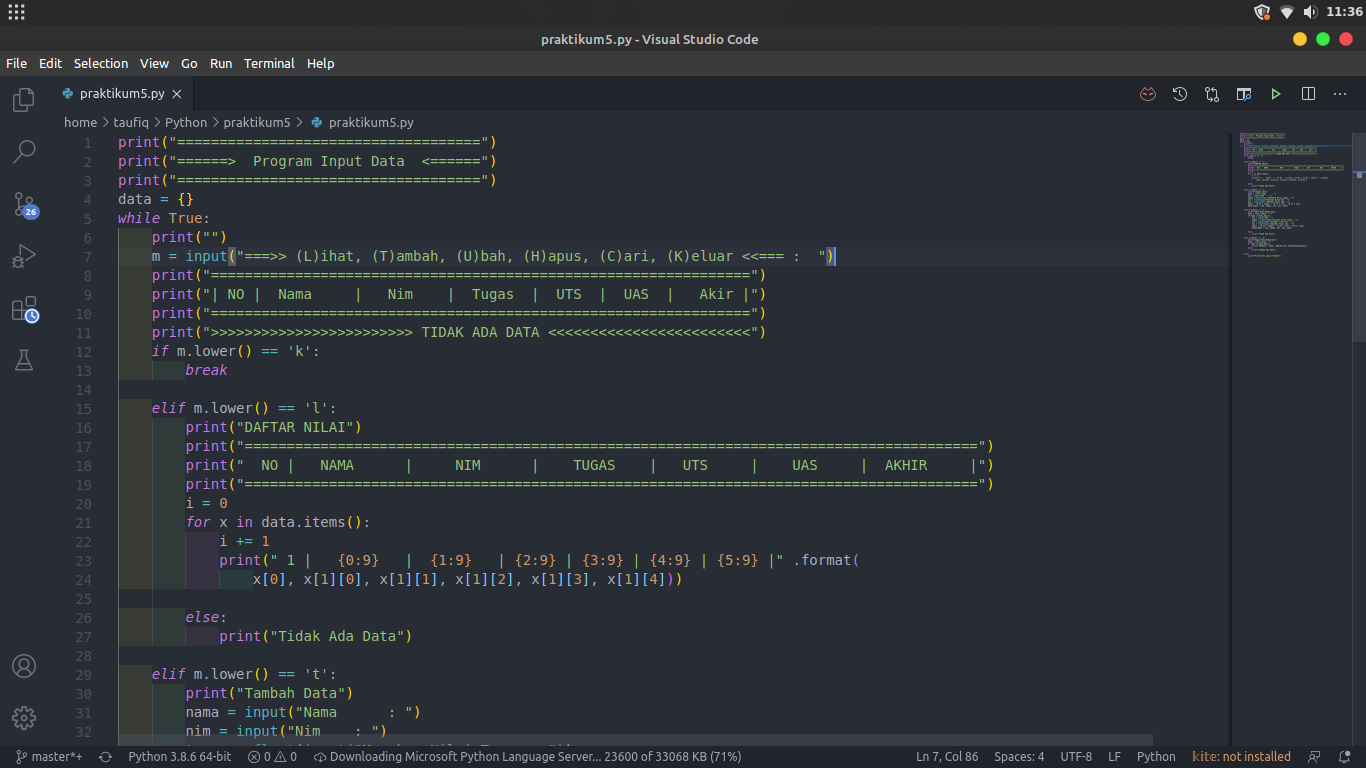 11:36
praktikum5.py - Visual Studio Code
File Edit Selection View Go Run Terminal Help
praktikum5.py
home > taufiq > Python > praktikum5 > praktikum5.py
1 print("====================================")
2 print("======>  Program Input Data  <======")
3 print("====================================")
4 data = {}
5 while True:
6     print("")
7     m = input("===>> (L)ihat, (T)ambah, (U)bah, (H)apus, (C)ari, (K)eluar <<=== :  ")
8     print("================================================================")
9     print("| NO |  Nama     |   Nim    |  Tugas  |  UTS  |  UAS  |   Akir |")
10     print("================================================================")
11     print(">>>>>>>>>>>>>>>>>>>>>>>> TIDAK ADA DATA <<<<<<<<<<<<<<<<<<<<<<<<")
12     if m.lower() == 'k':
13         break
14
15     elif m.lower() == 'l':
16         print("DAFTAR NILAI")
17         print("=======================================================================================")
18         print("  NO |   NAMA      |     NIM      |    TUGAS    |   UTS     |    UAS     |  AKHIR     |")
19         print("=======================================================================================")
20         i = 0
21         for x in data.items():
22             i += 1
23             print(" 1 |   {0:9}   |  {1:9}   | {2:9} | {3:9} | {4:9} | {5:9} |" .format(
24                 x[0], x[1][0], x[1][1], x[1][2], x[1][3], x[1][4]))
25
26         else:
27             print("Tidak Ada Data")
28
29     elif m.lower() == 't':
30         print("Tambah Data")
31         nama = input("Nama      : ")
32         nim = input("Nim    : ")
26
master*+ Python 3.8.6 64-bit 0 0 Downloading Microsoft Python Language Server... 23600 of 33068 KB (71%) Ln 7, Col 86 Spaces: 4 UTF-8 LF Python kite: not installed